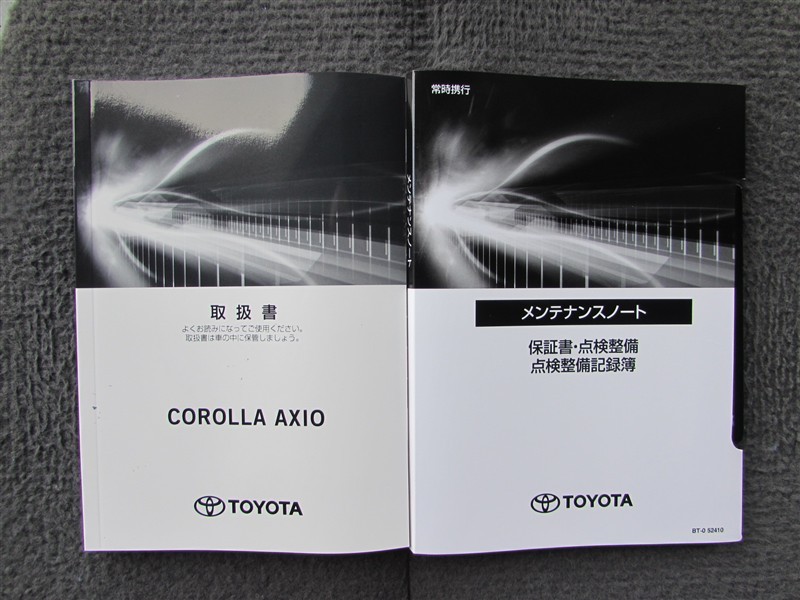 取扱書
よくお読みになってご使用ください。
取扱書は車の中に保管しましょう。
COROLLA AXIO
TOYOTA
メンテナンスノート
常時携行
メンテナンスノート
保証書・点検整備
点検整備記録簿
TOYOTA
BT-0 52410